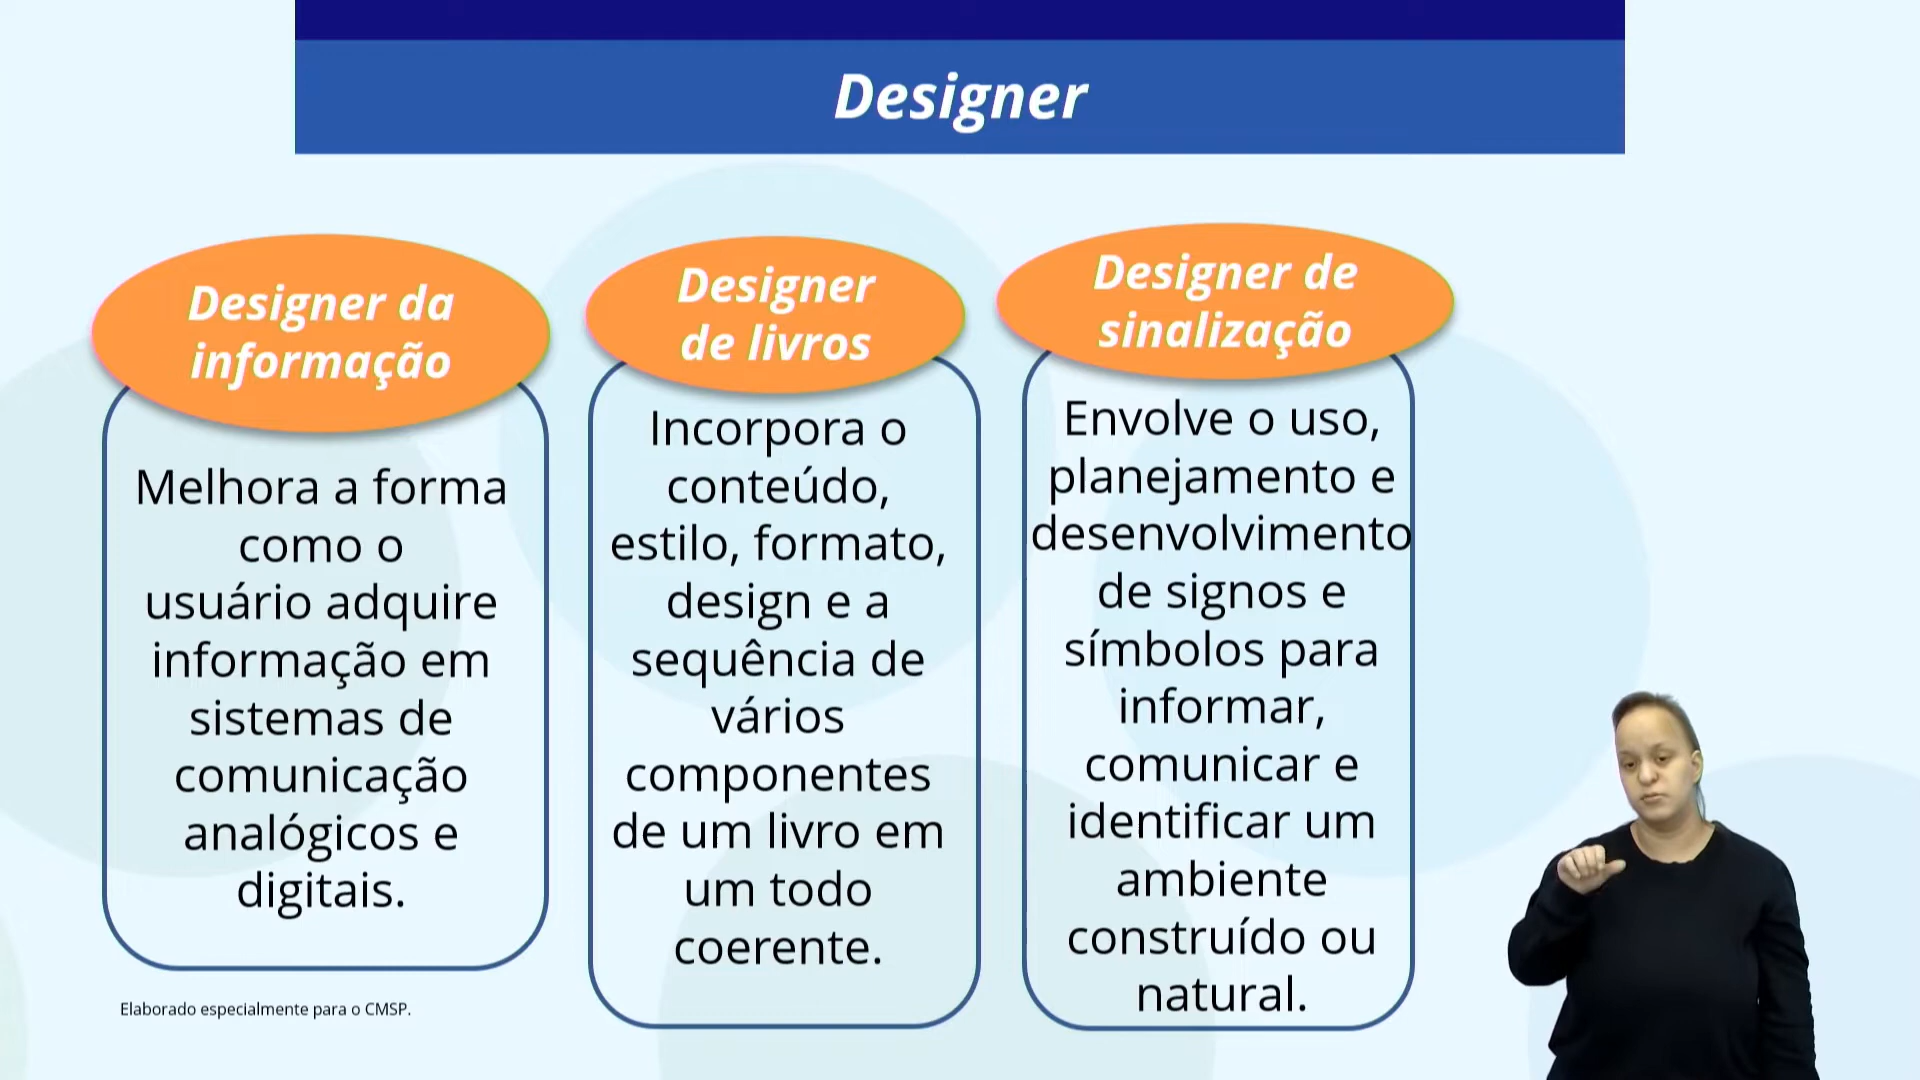 Designer
Designer da
informação
Melhora a forma
como o
usuário adquire
informação em
sistemas de
comunicação
analógicos e
digitais.
Designer
de livros
Incorpora o
conteúdo,
estilo, formato,
design e a
sequência de
vários
componentes
de um livro em
um todo
coerente.
Designer de
sinalização
Envolve o uso,
planejamento e
desenvolvimento
de signos e
símbolos para
informar,
comunicar e
identificar um
ambiente
construído ou
natural.
Elaborado especialmente para o CMSP.